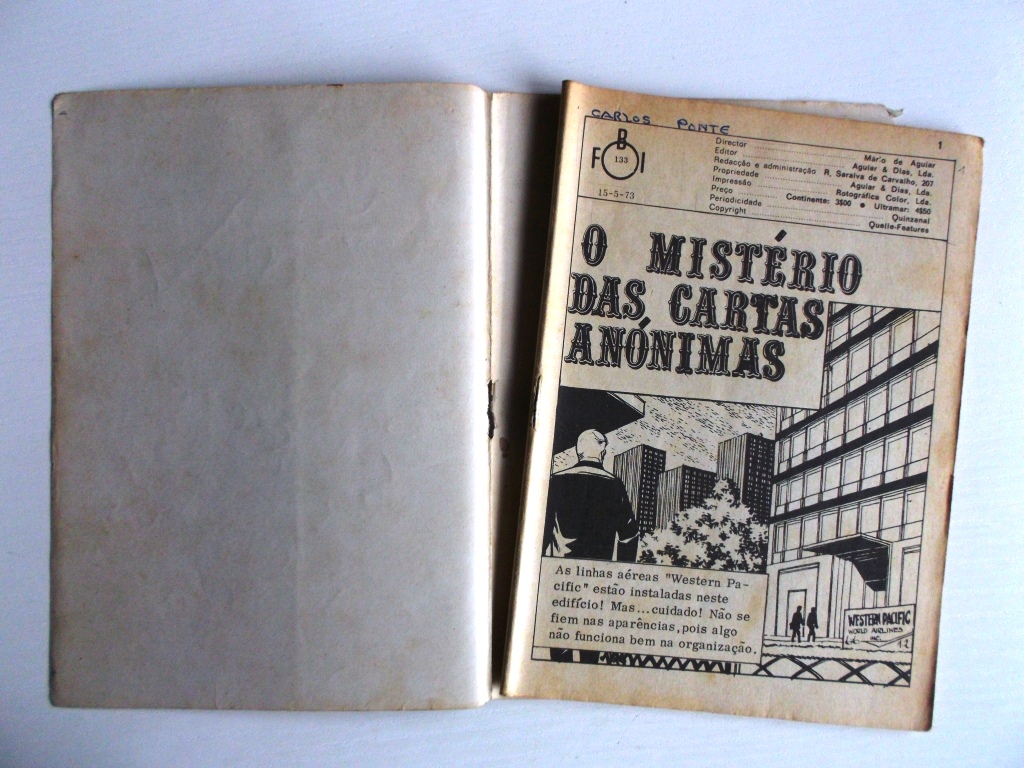 CARLOS PONTE
1
F B I
133
15-5-73
Director ........ Mário de Aguiar
Editor ........ Aguiar & Dias, Lda.
Redacção e administração R. Saraiva de Carvalho, 207
Propriedade ........ Aguiar & Dias, Lda.
Impressão ........ Rotográfica Color, Lda.
Preço ........ Continente: 3$00 ● Ultramar: 4$50
Periodicidade ........ Quinzenal
Copyright ........ Quelle-Features
O MISTÉRIO
DAS CARTAS
ANÓNIMAS
As linhas aéreas "Western Pa-
cific" estão instaladas neste
edifício! Mas...cuidado! Não se
fiem nas aparências,pois algo
não funciona bem na organização.
WESTERN PACIFIC
WORLD AIRLINES
INC.